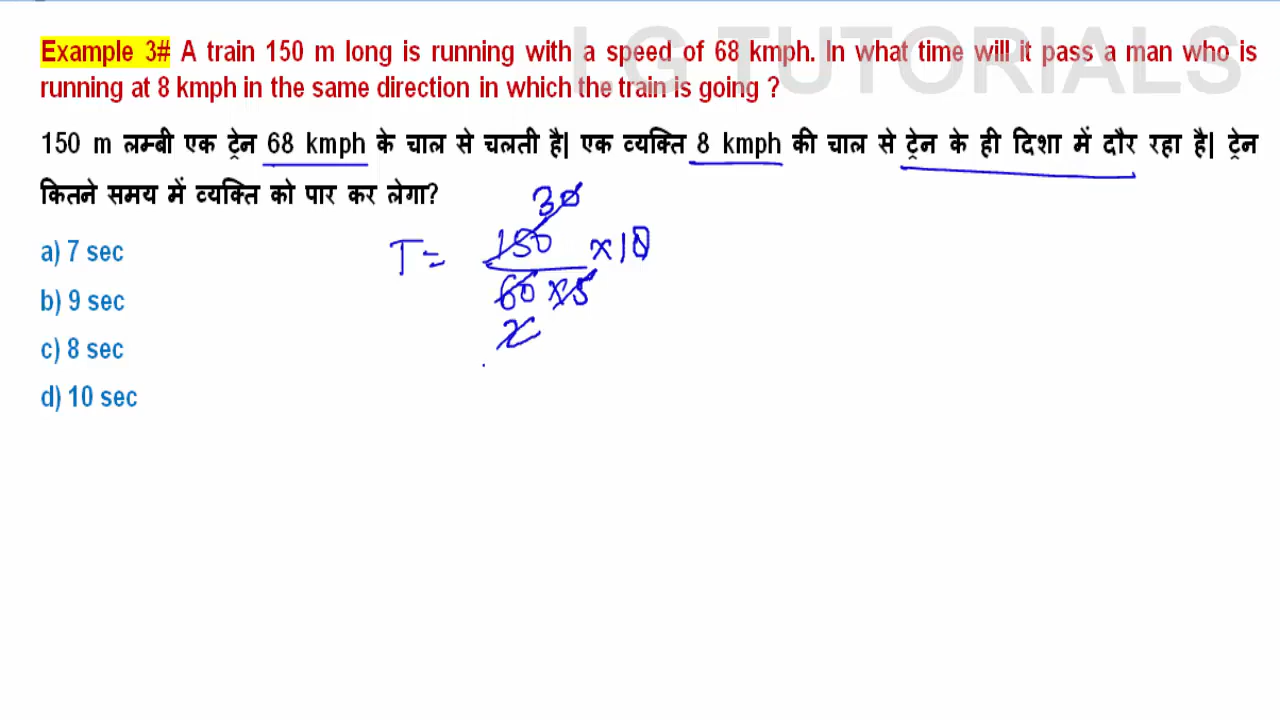 LG TUTORIALS
Example 3# A train 150 m long is running with a speed of 68 kmph. In what time will it pass a man who is
running at 8 kmph in the same direction in which the train is going ?
150 m लम्बी एक ट्रेन 68 kmph के चाल से चलती है| एक व्यक्ति 8 kmph की चाल से ट्रेन के ही दिशा में दौर रहा है| ट्रेन
कितने समय में व्यक्ति को पार कर लेगा?
30
T = 150 x 18
60 x 5
2
a) 7 sec
b) 9 sec
c) 8 sec
d) 10 sec